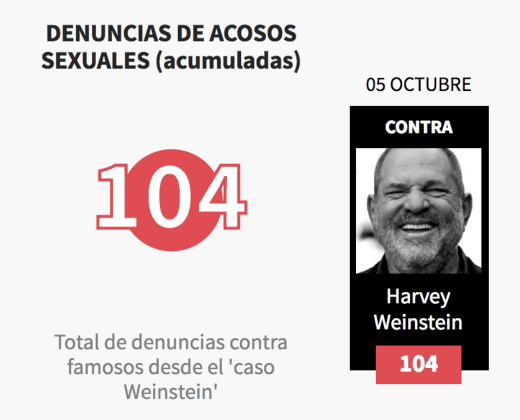 DENUNCIAS DE ACOSOS
SEXUALES (acumuladas)
104
Total de denuncias contra
famosos desde el 'caso
Weinstein'
05 OCTUBRE
CONTRA
Harvey
Weinstein
104